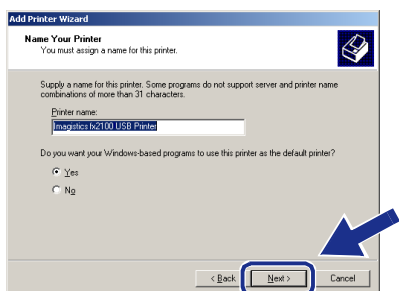 Add Printer Wizard
Name Your Printer
You must assign a name for this printer.
Supply a name for this printer. Some programs do not support server and printer name
combinations of more than 31 characters.
Printer name:
Imagistics fx2100 USB Printer
Do you want your Windows-based programs to use this printer as the default printer?
Yes
No
< Back
Next >
Cancel